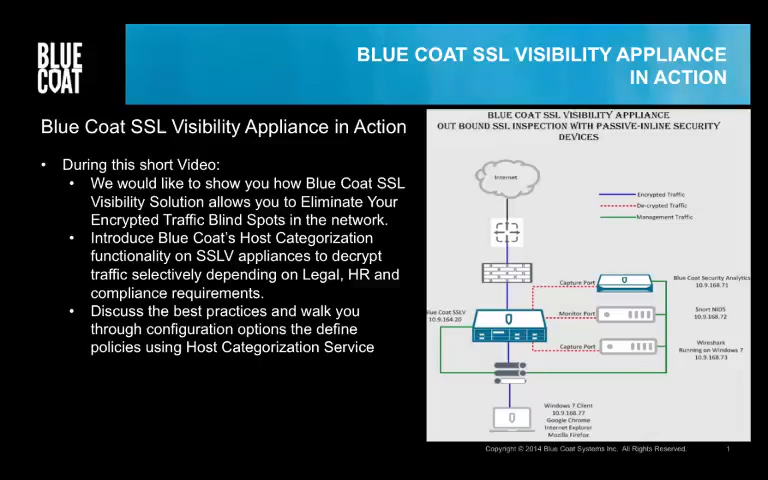 BLUE
COAT
BLUE COAT SSL VISIBILITY APPLIANCE
IN ACTION
Blue Coat SSL Visibility Appliance in Action
• During this short Video:
• We would like to show you how Blue Coat SSL
Visibility Solution allows you to Eliminate Your
Encrypted Traffic Blind Spots in the network.
• Introduce Blue Coat's Host Categorization
functionality on SSLV appliances to decrypt
traffic selectively depending on Legal, HR and
compliance requirements.
• Discuss the best practices and walk you
through configuration options the define
policies using Host Categorization Service
BLUE COAT SSL VISIBILITY APPLIANCE
OUT BOUND SSL INSPECTION WITH PASSIVE-INLINE SECURITY
DEVICES
Internet
Encrypted Traffic
De-crypted Traffic
Management Traffic
Capture Port
Blue Coat Security Analytics
10.9.168.71
Blue Coat SSLV
10.9.164.20
Monitor Port
Snort NIDS
10.9.168.72
Capture Port
Wireshark
Running on Windows 7
10.9.168.73
Windows 7 Client
10.9.168.77
Google Chrome
Internet Explorer
Mozilla Firefox
Copyright © 2014 Blue Coat Systems Inc. All Rights Reserved. 1